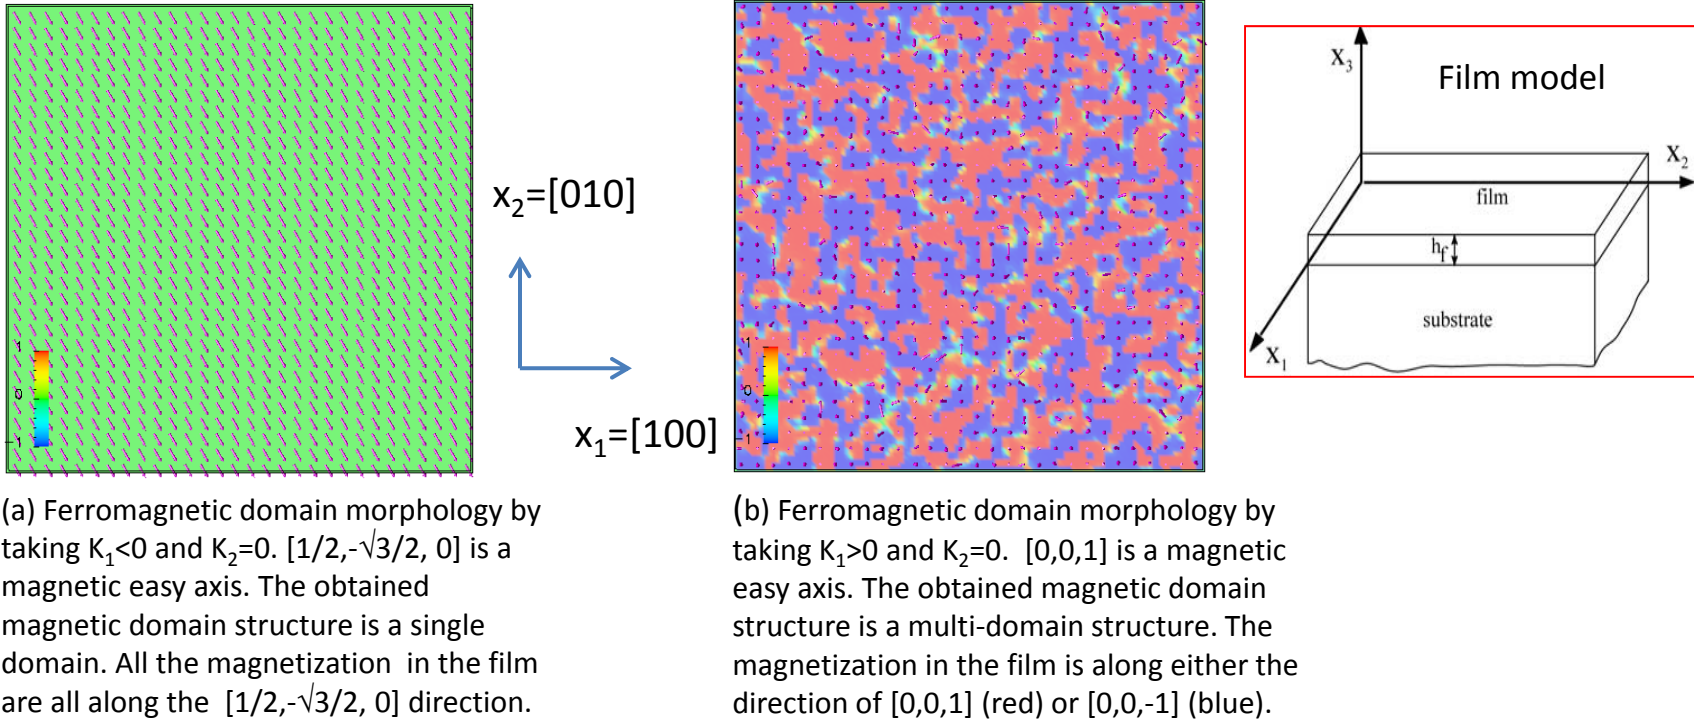 1
0
-1
x₂=[010]
x₁=[100]
1
0
-1
X₃
Film model
X₂
film
h_f
substrate
X₁
(a) Ferromagnetic domain morphology by
taking K₁<0 and K₂=0. [1/2,-√3/2, 0] is a
magnetic easy axis. The obtained
magnetic domain structure is a single
domain. All the magnetization in the film
are all along the [1/2,-√3/2, 0] direction.
(b) Ferromagnetic domain morphology by
taking K₁>0 and K₂=0. [0,0,1] is a magnetic
easy axis. The obtained magnetic domain
structure is a multi-domain structure. The
magnetization in the film is along either the
direction of [0,0,1] (red) or [0,0,-1] (blue).